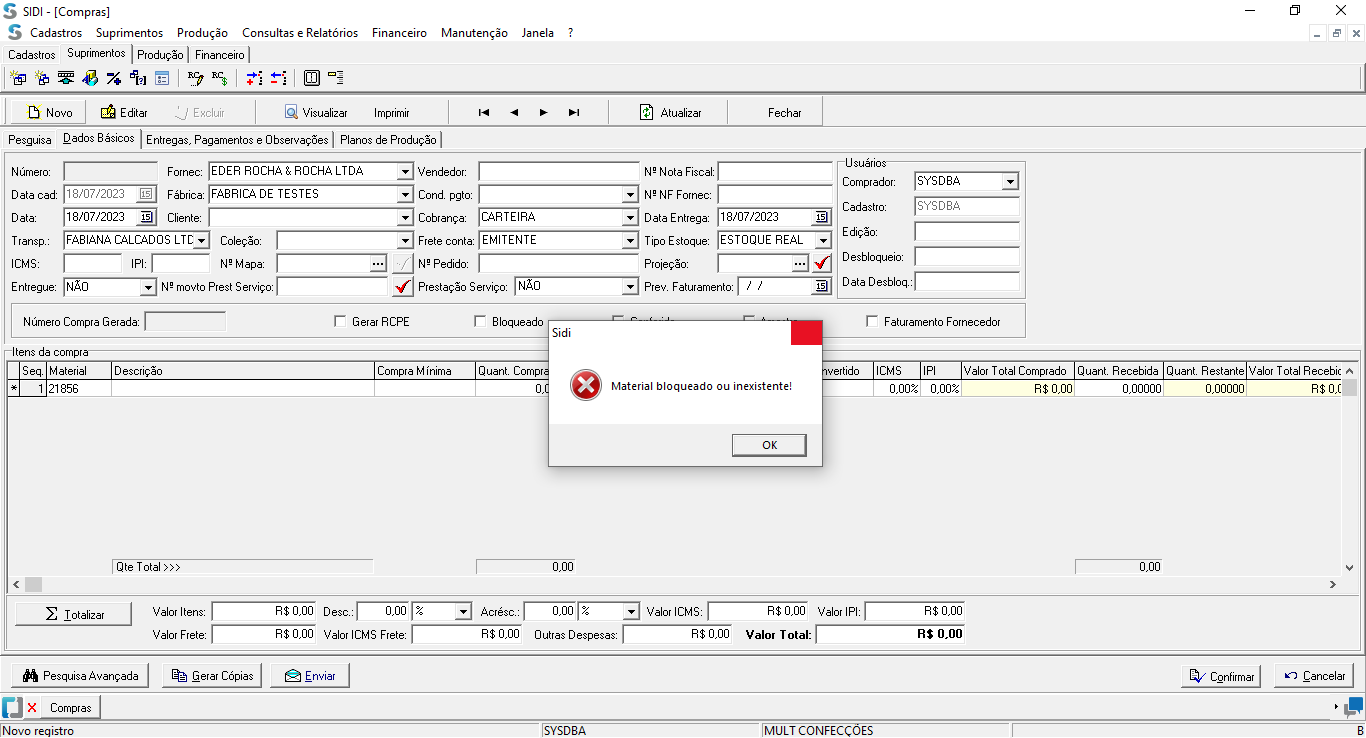 SIDI - [Compras]
Cadastros Suprimentos Produção Consultas e Relatórios Financeiro Manutenção Janela ?
Cadastros Suprimentos Produção Financeiro
Novo Editar Excluir Visualizar Imprimir Atualizar Fechar
Pesquisa Dados Básicos Entregas, Pagamentos e Observações Planos de Produção
Número: Fornec: EDER ROCHA & ROCHA LTDA Vendedor: Nº Nota Fiscal: Usuários
Data cad: 18/07/2023 15 Fábrica: FABRICA DE TESTES Cond. pgto: Nº NF Fornec: Comprador: SYSDBA
Data: 18/07/2023 15 Cliente: Cobrança: CARTEIRA Data Entrega: 18/07/2023 15 Cadastro: SYSDBA
Transp.: FABIANA CALCADOS LTC Coleção: Frete conta: EMITENTE Tipo Estoque: ESTOQUE REAL Edição:
ICMS: IPI: Nº Mapa: ... Nº Pedido: Projeção: ... Desbloqueio:
Entregue: NÃO Nº movto Prest Serviço: Prestação Serviço: NÃO Prev. Faturamento: / / 15 Data Desbloq.:
Número Compra Gerada: Gerar RCPE Bloqueado Faturamento Fornecedor
Itens da compra
Seq. Material Descrição Compra Mínima Quant. Compra nvertido ICMS IPI Valor Total Comprado Quant. Recebida Quant. Restante Valor Total Recebic
* 1 21856 0,0 0,00% 0,00% R$ 0,00 0,00000 0,00000 R$ 0,0
Sidi
Material bloqueado ou inexistente!
OK
Qte Total >>> 0,00 0,00
Σ Totalizar Valor Itens: R$ 0,00 Desc.: 0,00 % Acrésc.: 0,00 % Valor ICMS: R$ 0,00 Valor IPI: R$ 0,00
Valor Frete: R$ 0,00 Valor ICMS Frete: R$ 0,00 Outras Despesas: R$ 0,00 Valor Total: R$ 0,00
Pesquisa Avançada Gerar Cópias Enviar Confirmar Cancelar
Compras
Novo registro SYSDBA MULT CONFECÇÕES B